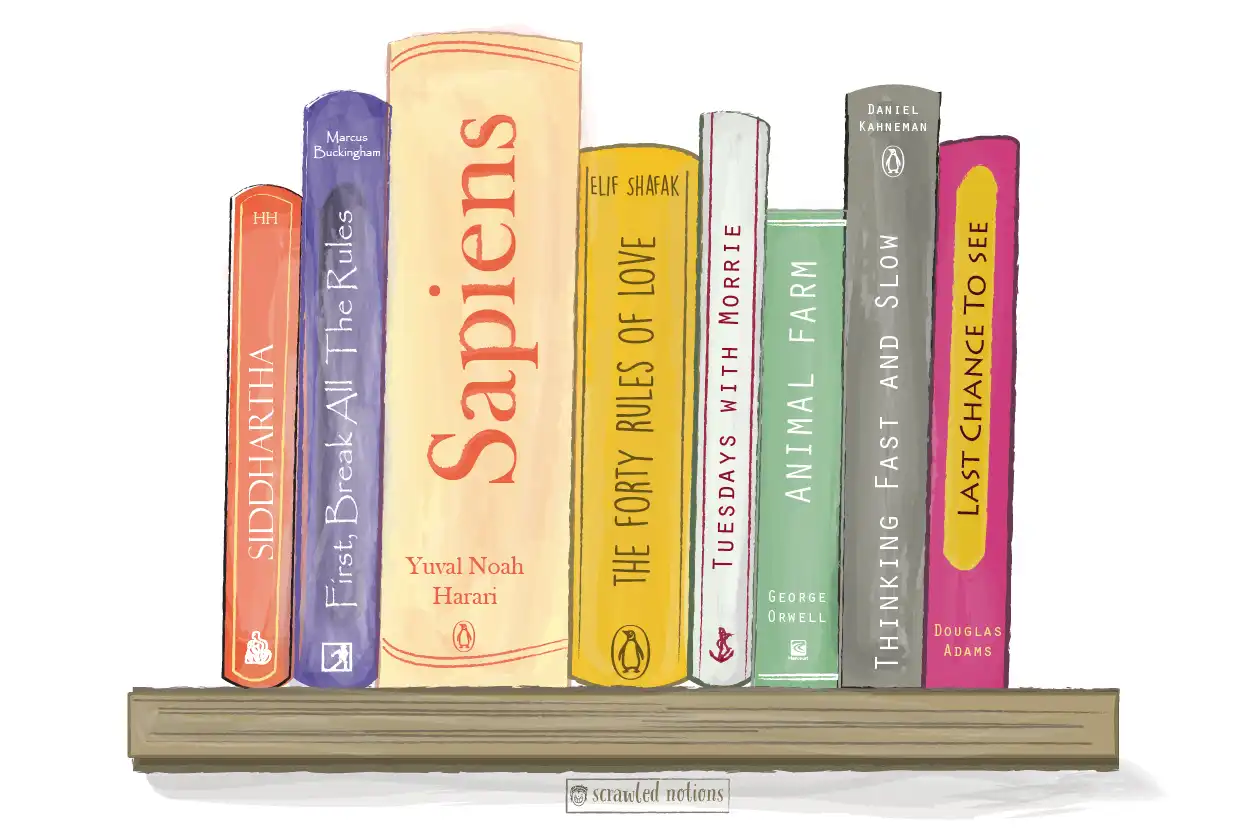 HH
SIDDHARTHA
Marcus
Buckingham
First, Break All The Rules
Sapiens
Yuval Noah
Harari
ELIF SHAFAK
THE FORTY RULES OF LOVE
TUESDAYS WITH MORRIE
ANIMAL FARM
GEORGE
ORWELL
Harcourt
DANIEL
KAHNEMAN
THINKING FAST AND SLOW
LAST CHANCE TO SEE
DOUGLAS
ADAMS
scrawled notions